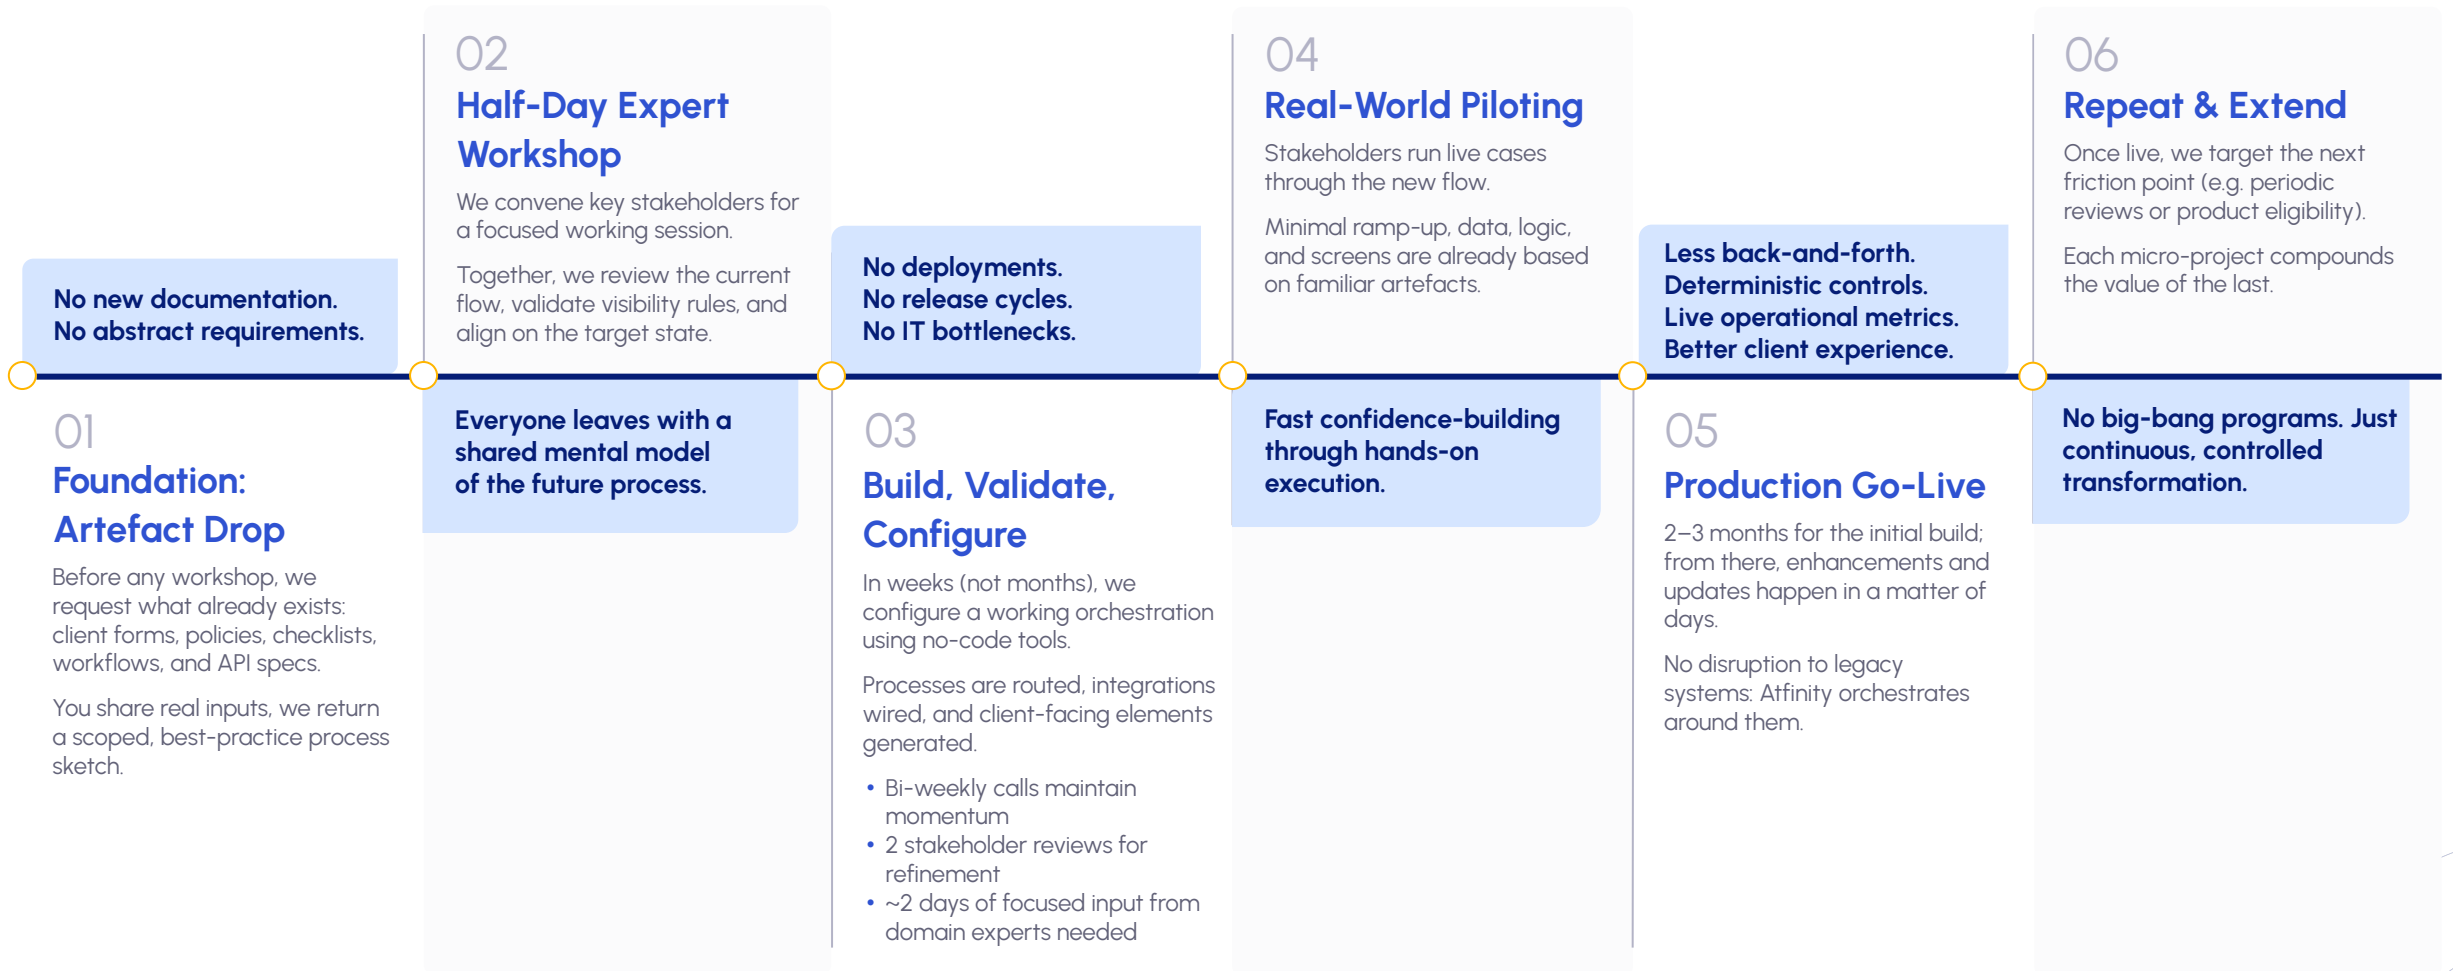 01
Foundation:
Artefact Drop
Before any workshop, we
request what already exists:
client forms, policies, checklists,
workflows, and API specs.
You share real inputs, we return
a scoped, best-practice process
sketch.
No new documentation.
No abstract requirements.
02
Half-Day Expert
Workshop
We convene key stakeholders for
a focused working session.
Together, we review the current
flow, validate visibility rules, and
align on the target state.
Everyone leaves with a
shared mental model
of the future process.
03
Build, Validate,
Configure
In weeks (not months), we
configure a working orchestration
using no-code tools.
Processes are routed, integrations
wired, and client-facing elements
generated.
• Bi-weekly calls maintain
momentum
• 2 stakeholder reviews for
refinement
• ~2 days of focused input from
domain experts needed
No deployments.
No release cycles.
No IT bottlenecks.
04
Real-World Piloting
Stakeholders run live cases
through the new flow.
Minimal ramp-up, data, logic,
and screens are already based
on familiar artefacts.
Fast confidence-building
through hands-on
execution.
05
Production Go-Live
2–3 months for the initial build;
from there, enhancements and
updates happen in a matter of
days.
No disruption to legacy
systems: Atfinity orchestrates
around them.
Less back-and-forth.
Deterministic controls.
Live operational metrics.
Better client experience.
06
Repeat & Extend
Once live, we target the next
friction point (e.g. periodic
reviews or product eligibility).
Each micro-project compounds
the value of the last.
No big-bang programs. Just
continuous, controlled
transformation.